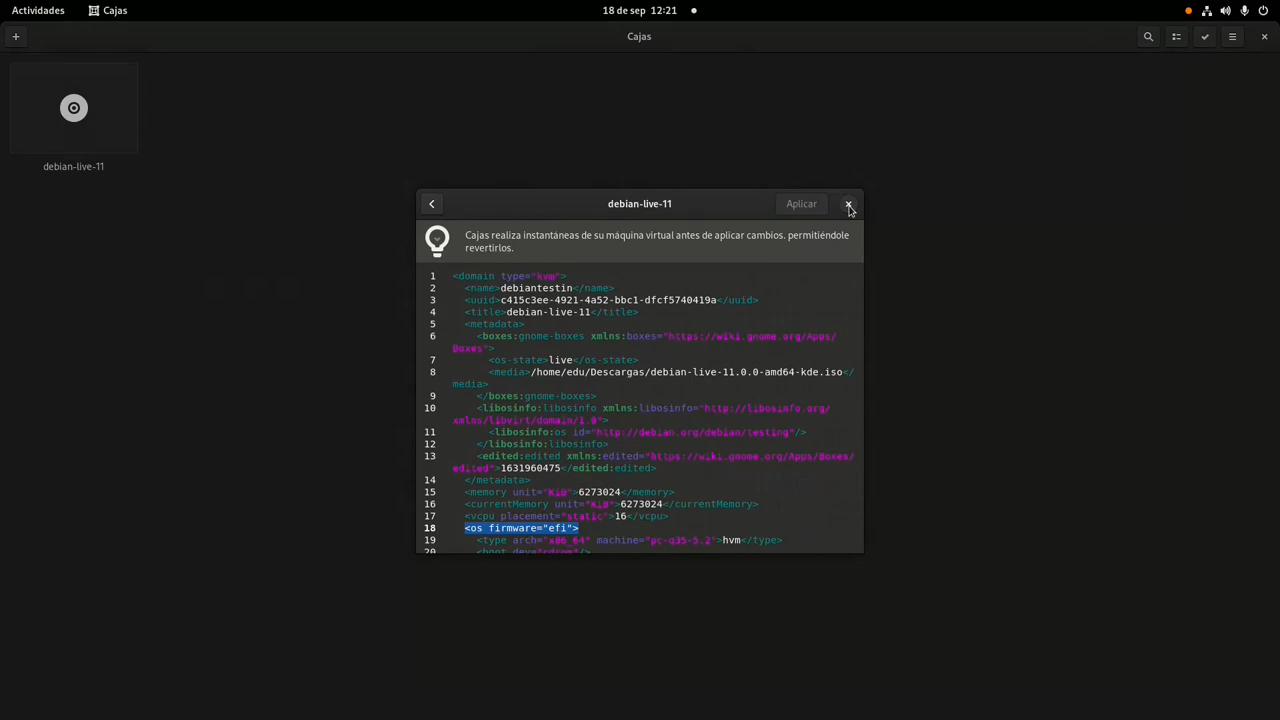 Actividades Cajas 18 de sep 12:21
Cajas
debian-live-11
debian-live-11 Aplicar
Cajas realiza instantáneas de su máquina virtual antes de aplicar cambios. permitiéndole
revertirlos.
1 <domain type="kvm">
2 <name>debiantestin</name>
3 <uuid>c415c3ee-4921-4a52-bbc1-dfcf5740419a</uuid>
4 <title>debian-live-11</title>
5 <metadata>
6 <boxes:gnome-boxes xmlns:boxes="https://wiki.gnome.org/Apps/
Boxes">
7 <os-state>live</os-state>
8 <media>/home/edu/Descargas/debian-live-11.0.0-amd64-kde.iso</
media>
9 </boxes:gnome-boxes>
10 <libosinfo:libosinfo xmlns:libosinfo="http://libosinfo.org/
xmlns/libvirt/domain/1.0">
11 <libosinfo:os id="http://debian.org/debian/testing"/>
12 </libosinfo:libosinfo>
13 <edited:edited xmlns:edited="https://wiki.gnome.org/Apps/Boxes/
edited">1631960475</edited:edited>
14 </metadata>
15 <memory unit="KiB">6273024</memory>
16 <currentMemory unit="KiB">6273024</currentMemory>
17 <vcpu placement="static">16</vcpu>
18 <os firmware="efi">
19 <type arch="x86_64" machine="pc-q35-5.2">hvm</type>
20 <boot dev="cdrom"/>